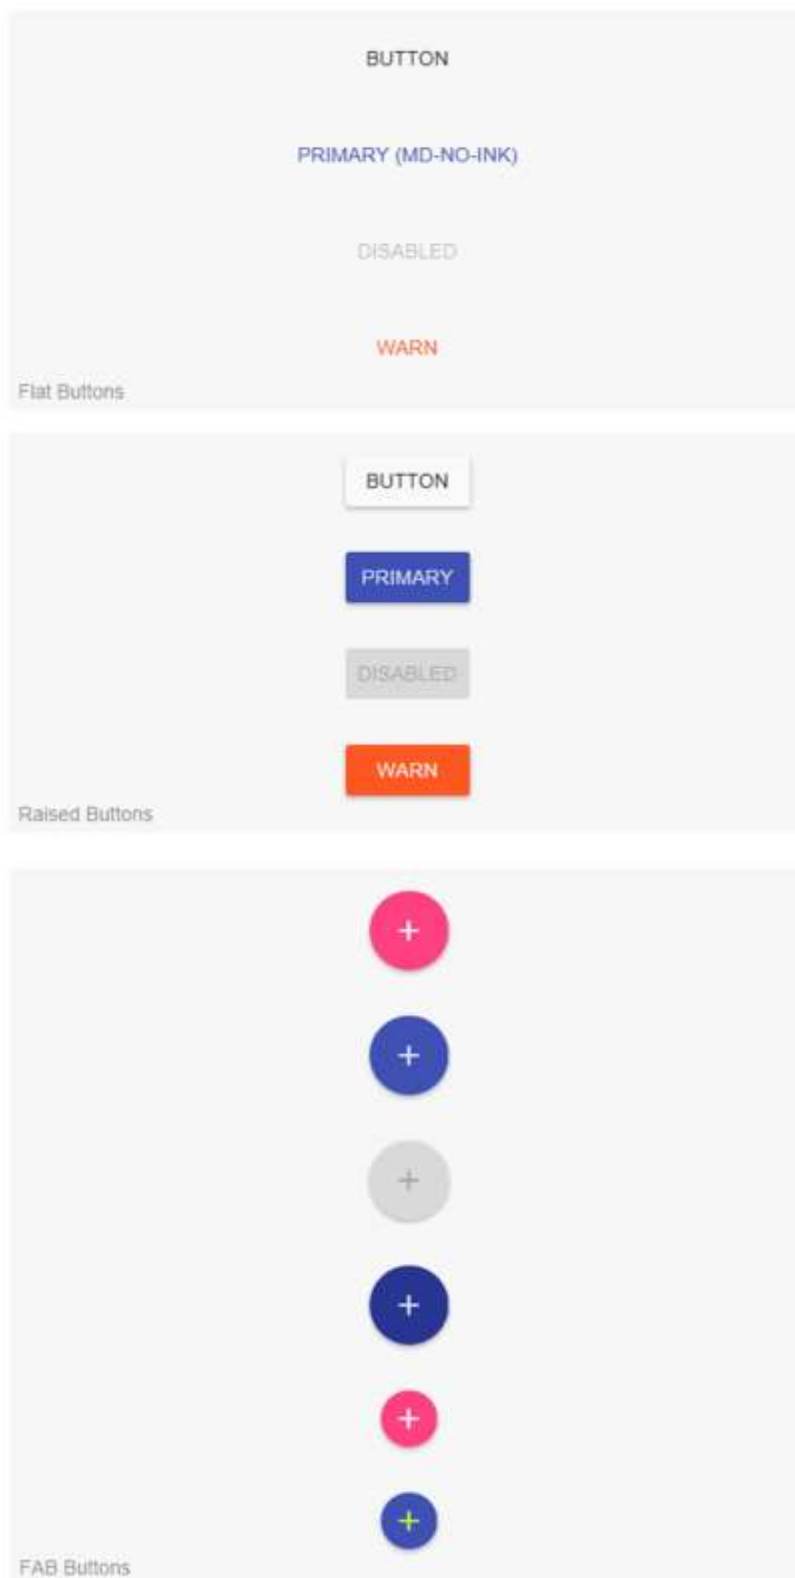 BUTTON
PRIMARY (MD-NO-INK)
DISABLED
WARN
Flat Buttons
BUTTON
PRIMARY
DISABLED
WARN
Raised Buttons
+
+
+
+
+
+
FAB Buttons